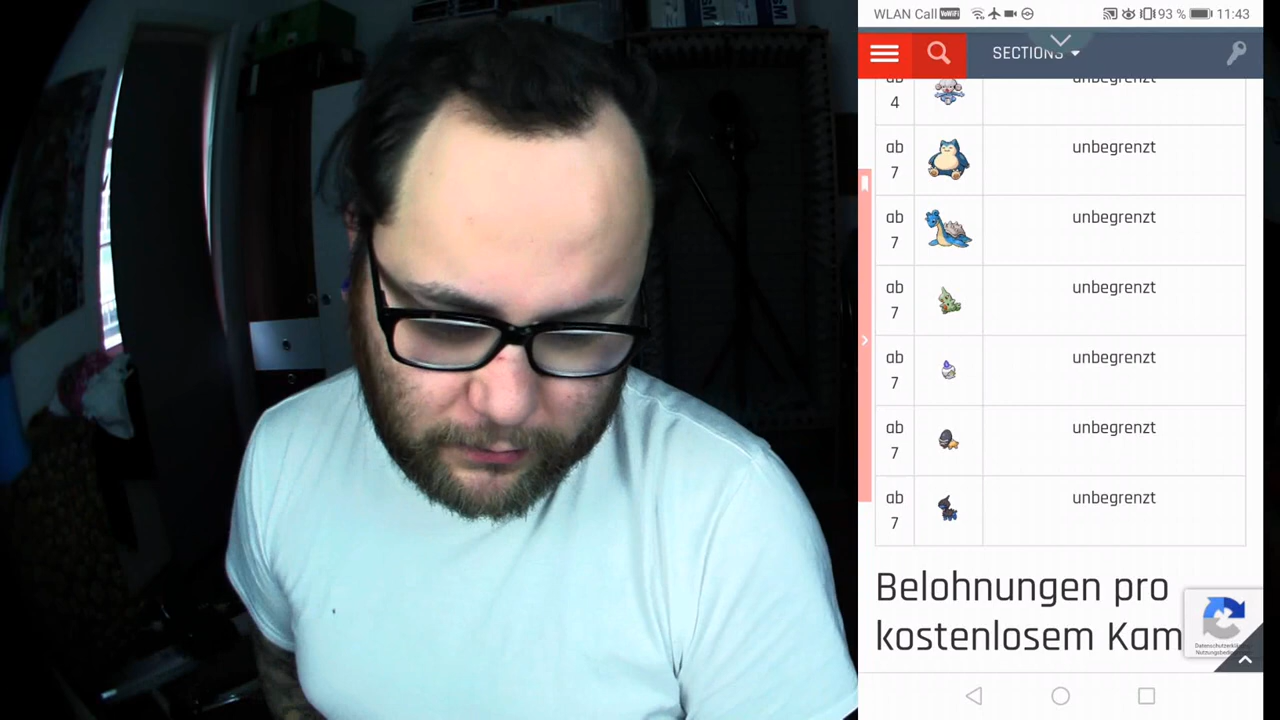 WLAN Call VoWiFi 93 % 11:43
SECTIONS
ab unbegrenzt
4
ab unbegrenzt
7
ab unbegrenzt
7
ab unbegrenzt
7
ab unbegrenzt
7
ab unbegrenzt
7
ab unbegrenzt
7
Belohnungen pro
kostenlosem Kam